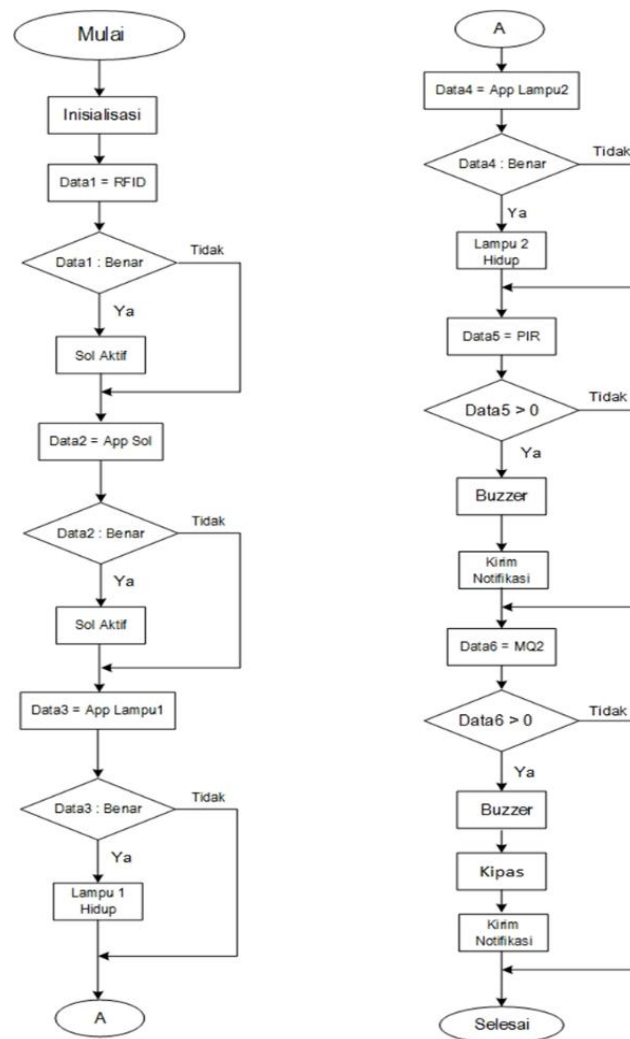 Mulai
Inisialisasi
Data1 = RFID
Data1 : Benar
Tidak
Ya
Sol Aktif
Data2 = App Sol
Data2 : Benar
Tidak
Ya
Sol Aktif
Data3 = App Lampu1
Data3 : Benar
Tidak
Ya
Lampu 1
Hidup
A
A
Data4 = App Lampu2
Data4 : Benar
Tidak
Ya
Lampu 2
Hidup
Data5 = PIR
Data5 > 0
Tidak
Ya
Buzzer
Kirim
Notifikasi
Data6 = MQ2
Data6 > 0
Tidak
Ya
Buzzer
Kipas
Kirim
Notifikasi
Selesai